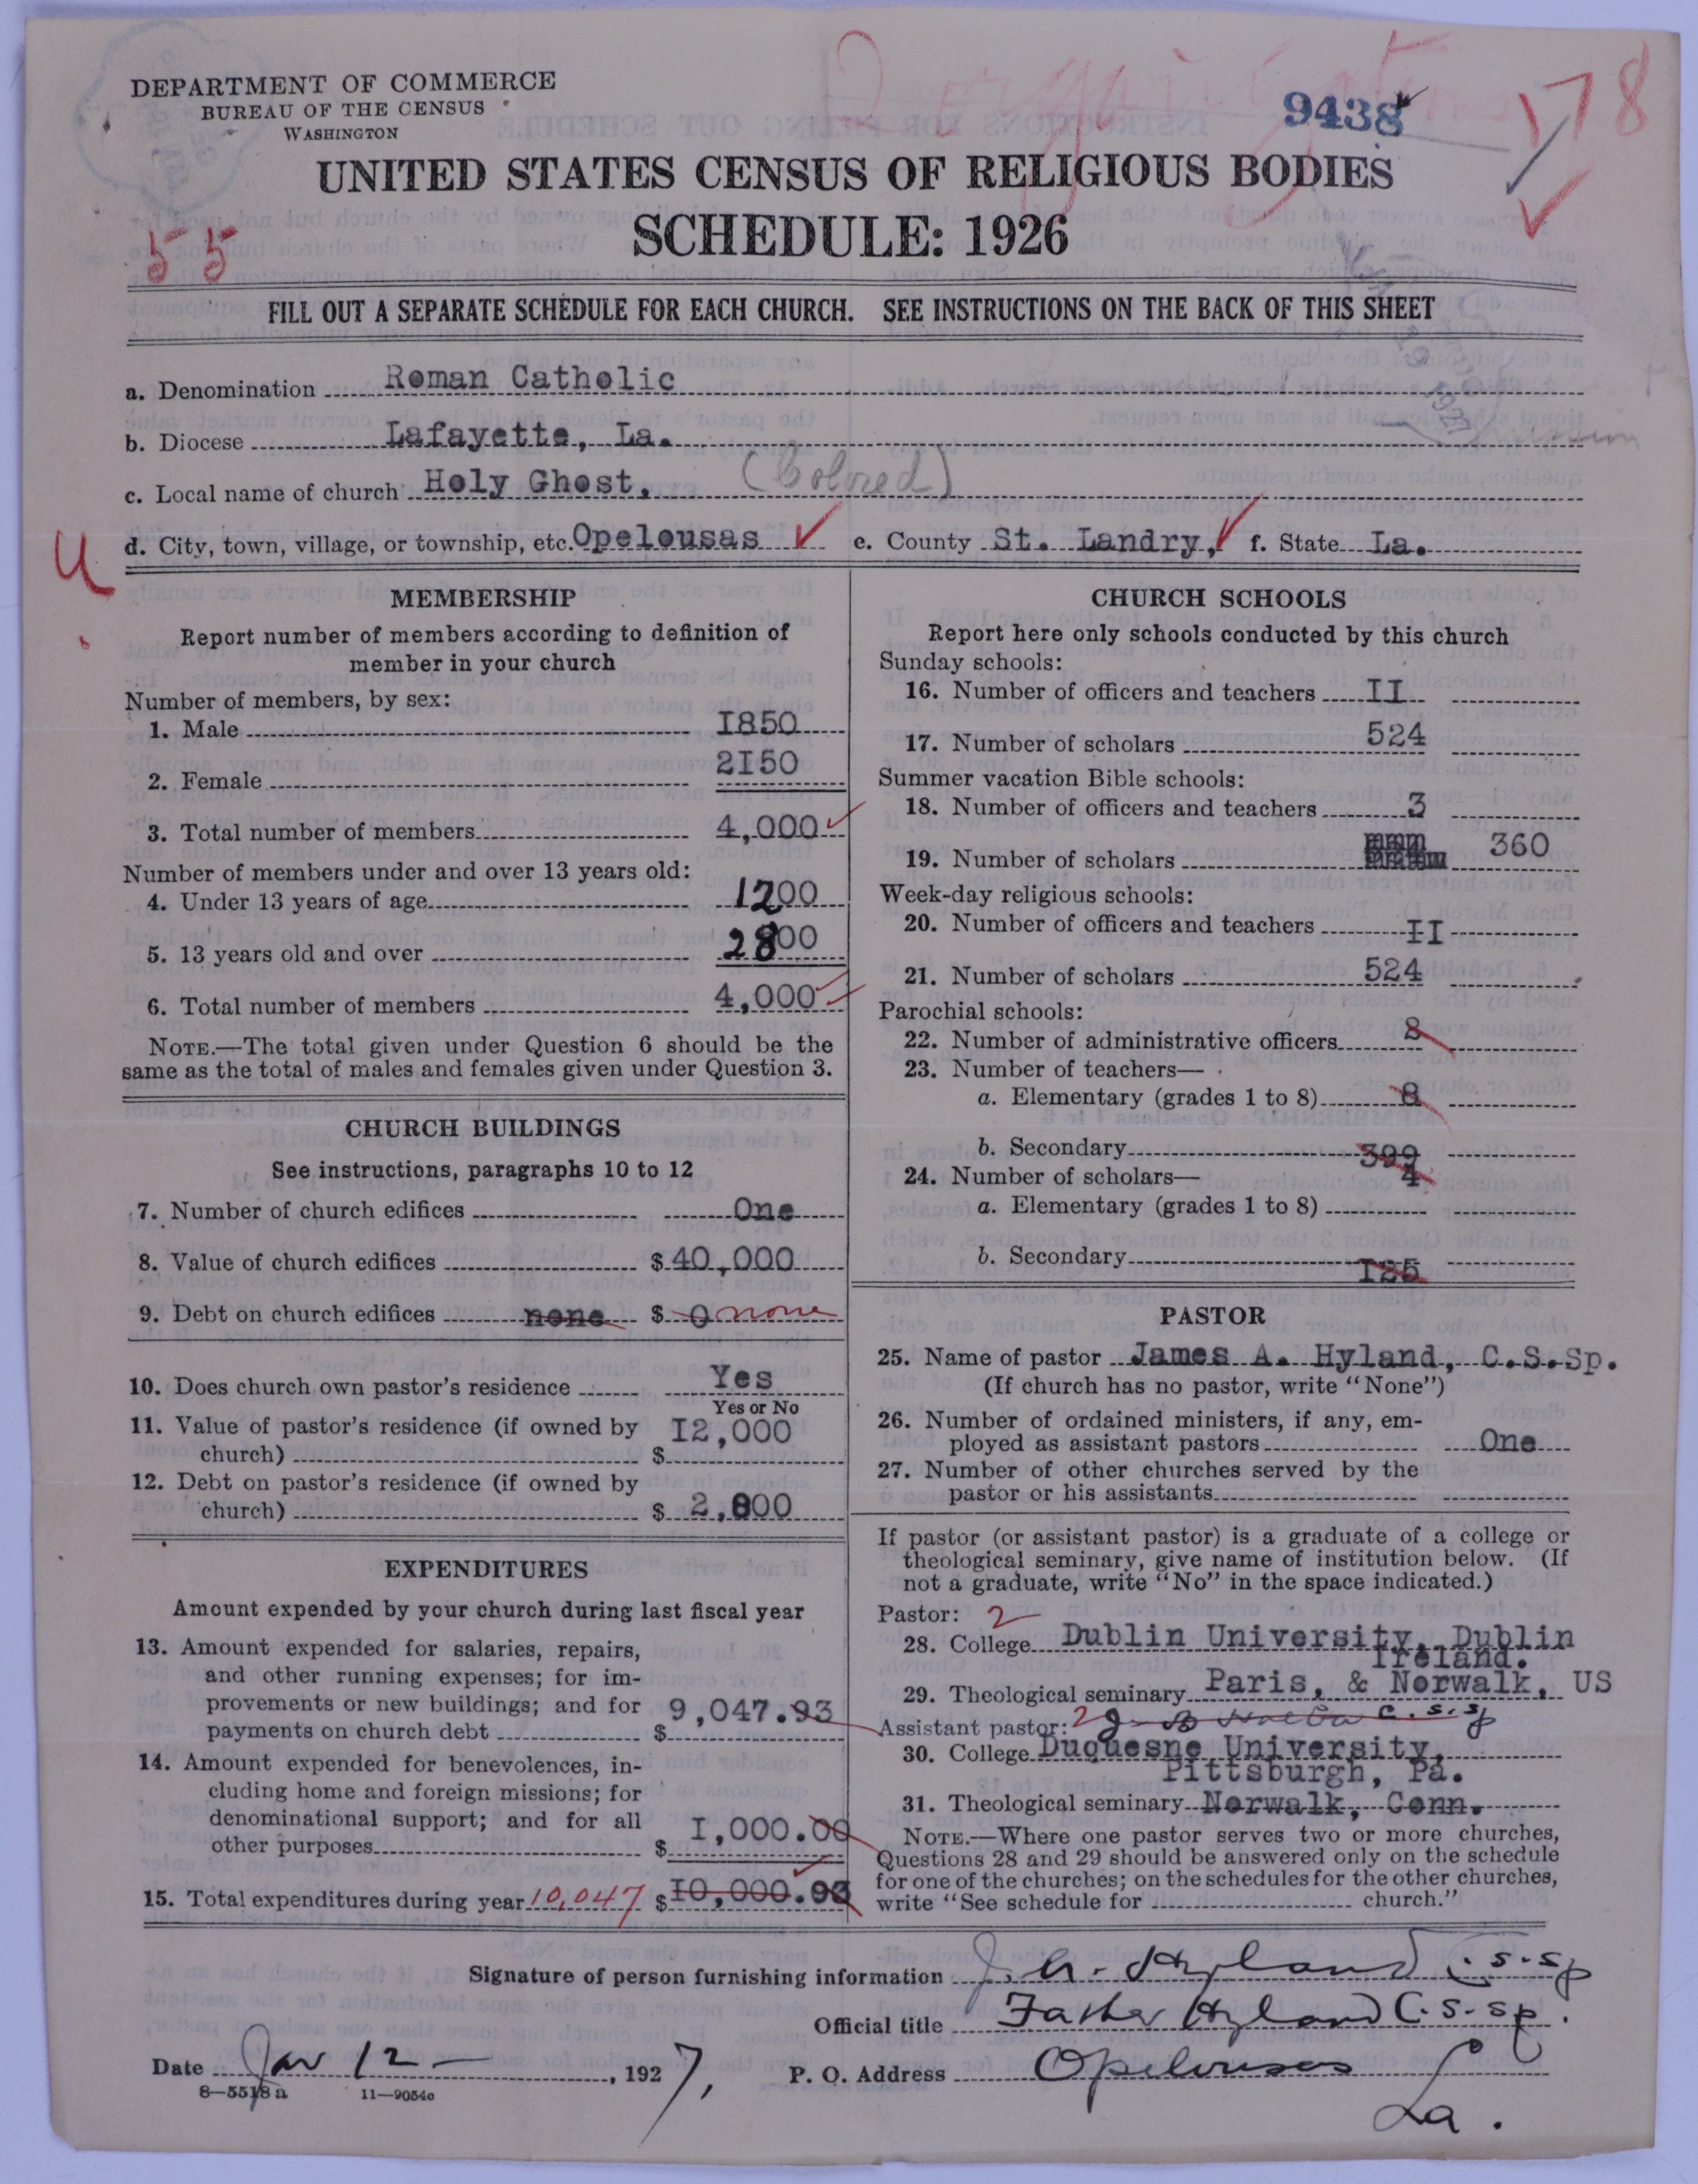 DEPARTMENT OF COMMERCE
BUREAU OF THE CENSUS
WASHINGTON
9438
178
UNITED STATES CENSUS OF RELIGIOUS BODIES
SCHEDULE: 1926
55
FILL OUT A SEPARATE SCHEDULE FOR EACH CHURCH. SEE INSTRUCTIONS ON THE BACK OF THIS SHEET
a. Denomination Roman Catholic
b. Diocese Lafayette, La.
c. Local name of church Holy Ghost, (Colored)
U
d. City, town, village, or township, etc. Opelousas e. County St. Landry, f. State La.
MEMBERSHIP
Report number of members according to definition of
member in your church
Number of members, by sex:
1. Male I850
2. Female 2I50
3. Total number of members 4,000
Number of members under and over 13 years old:
4. Under 13 years of age 1200
5. 13 years old and over 2800
6. Total number of members 4,000
NOTE.—The total given under Question 6 should be the
same as the total of males and females given under Question 3.
CHURCH BUILDINGS
See instructions, paragraphs 10 to 12
7. Number of church edifices One
8. Value of church edifices $ 40,000
9. Debt on church edifices none $ 0 none
10. Does church own pastor's residence Yes
Yes or No
11. Value of pastor's residence (if owned by
church) $ I2,000
12. Debt on pastor's residence (if owned by
church) $ 2,800
EXPENDITURES
Amount expended by your church during last fiscal year
13. Amount expended for salaries, repairs,
and other running expenses; for im-
provements or new buildings; and for
payments on church debt $ 9,047.93
14. Amount expended for benevolences, in-
cluding home and foreign missions; for
denominational support; and for all
other purposes $ I,000.00
15. Total expenditures during year 10,047 $ I0,000.93
CHURCH SCHOOLS
Report here only schools conducted by this church
Sunday schools:
16. Number of officers and teachers II
17. Number of scholars 524
Summer vacation Bible schools:
18. Number of officers and teachers 3
19. Number of scholars 360
Week-day religious schools:
20. Number of officers and teachers II
21. Number of scholars 524
Parochial schools:
22. Number of administrative officers 8
23. Number of teachers—
a. Elementary (grades 1 to 8) 8
b. Secondary 399
24. Number of scholars— 4
a. Elementary (grades 1 to 8)
b. Secondary I25
PASTOR
25. Name of pastor James A. Hyland, C.S.Sp.
(If church has no pastor, write "None")
26. Number of ordained ministers, if any, em-
ployed as assistant pastors One
27. Number of other churches served by the
pastor or his assistants
If pastor (or assistant pastor) is a graduate of a college or
theological seminary, give name of institution below. (If
not a graduate, write "No" in the space indicated.)
Pastor: 2
28. College Dublin University, Dublin
Ireland.
29. Theological seminary Paris, & Norwalk, US
Assistant pastor: 2 C.S.Sp
30. College Duquesne University,
Pittsburgh, Pa.
31. Theological seminary Norwalk, Conn.
NOTE.—Where one pastor serves two or more churches,
Questions 28 and 29 should be answered only on the schedule
for one of the churches; on the schedules for the other churches,
write "See schedule for church."
Signature of person furnishing information J. A. Hyland C.S.Sp
Official title Father Hyland C.S.Sp.
Date Jan 12 — , 1927, P. O. Address Opelousas
La.
8—5518a 11—9054c